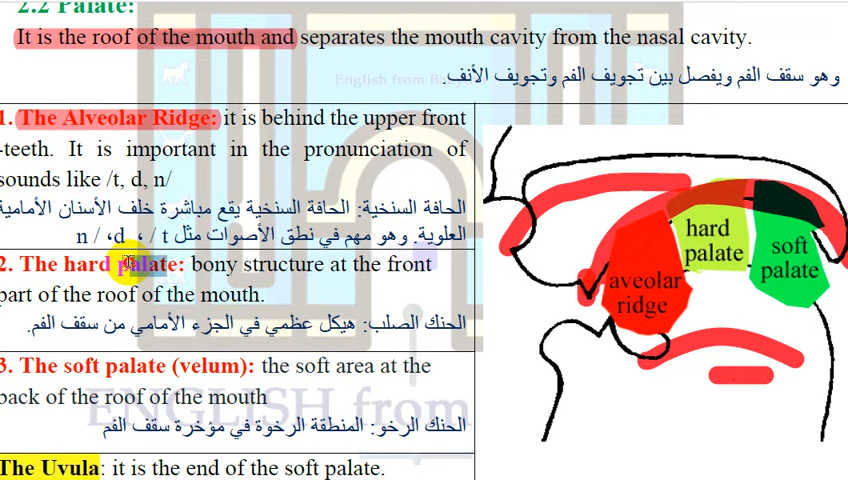 2.2 Palate:
It is the roof of the mouth and separates the mouth cavity from the nasal cavity.
وهو سقف الفم ويفصل بين تجويف الفم وتجويف الأنف.
1. The Alveolar Ridge: it is behind the upper front
-teeth. It is important in the pronunciation of
sounds like /t, d, n/
الحافة السنخية: الحافة السنخية يقع مباشرة خلف الأسنان الأمامية
العلوية. وهو مهم في نطق الأصوات مثل t / ، d، / n
2. The hard palate: bony structure at the front
part of the roof of the mouth.
الحنك الصلب: هيكل عظمي في الجزء الأمامي من سقف الفم.
3. The soft palate (velum): the soft area at the
back of the roof of the mouth
الحنك الرخو: المنطقة الرخوة في مؤخرة سقف الفم
The Uvula: it is the end of the soft palate.
hard
palate
soft
palate
aveolar
ridge
English from
ENGLISH from